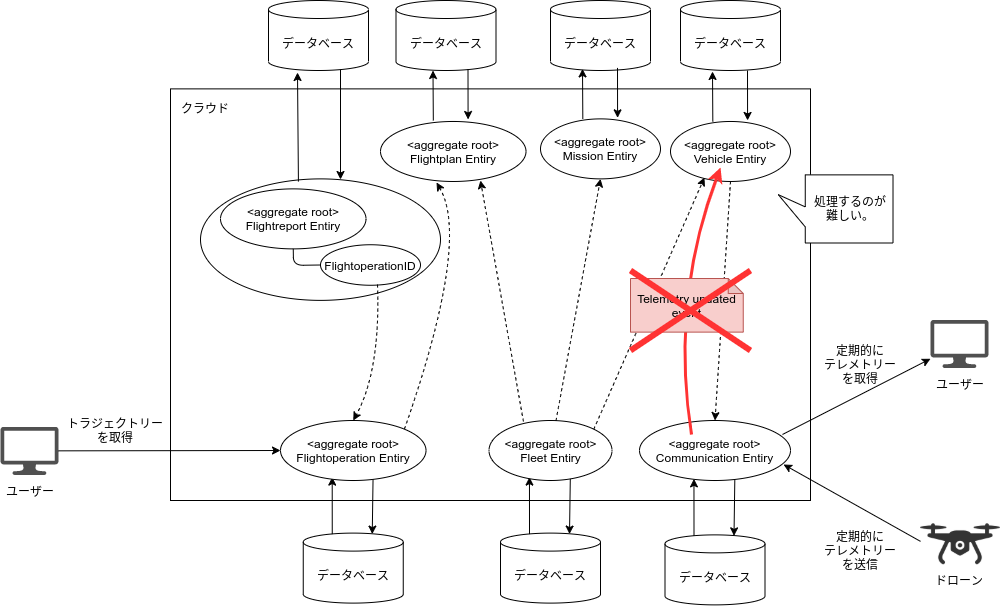 データベース
データベース
データベース
データベース
クラウド
<aggregate root>
Flightplan Entiry
<aggregate root>
Mission Entiry
<aggregate root>
Vehicle Entiry
<aggregate root>
Flightreport Entiry
FlightoperationID
処理するのが
難しい。
Telemetry updated
event
定期的に
テレメトリー
を取得
ユーザー
トラジェクトリー
を取得
ユーザー
<aggregate root>
Flightoperation Entiry
<aggregate root>
Fleet Entiry
<aggregate root>
Communication Entiry
定期的に
テレメトリー
を送信
ドローン
データベース
データベース
データベース